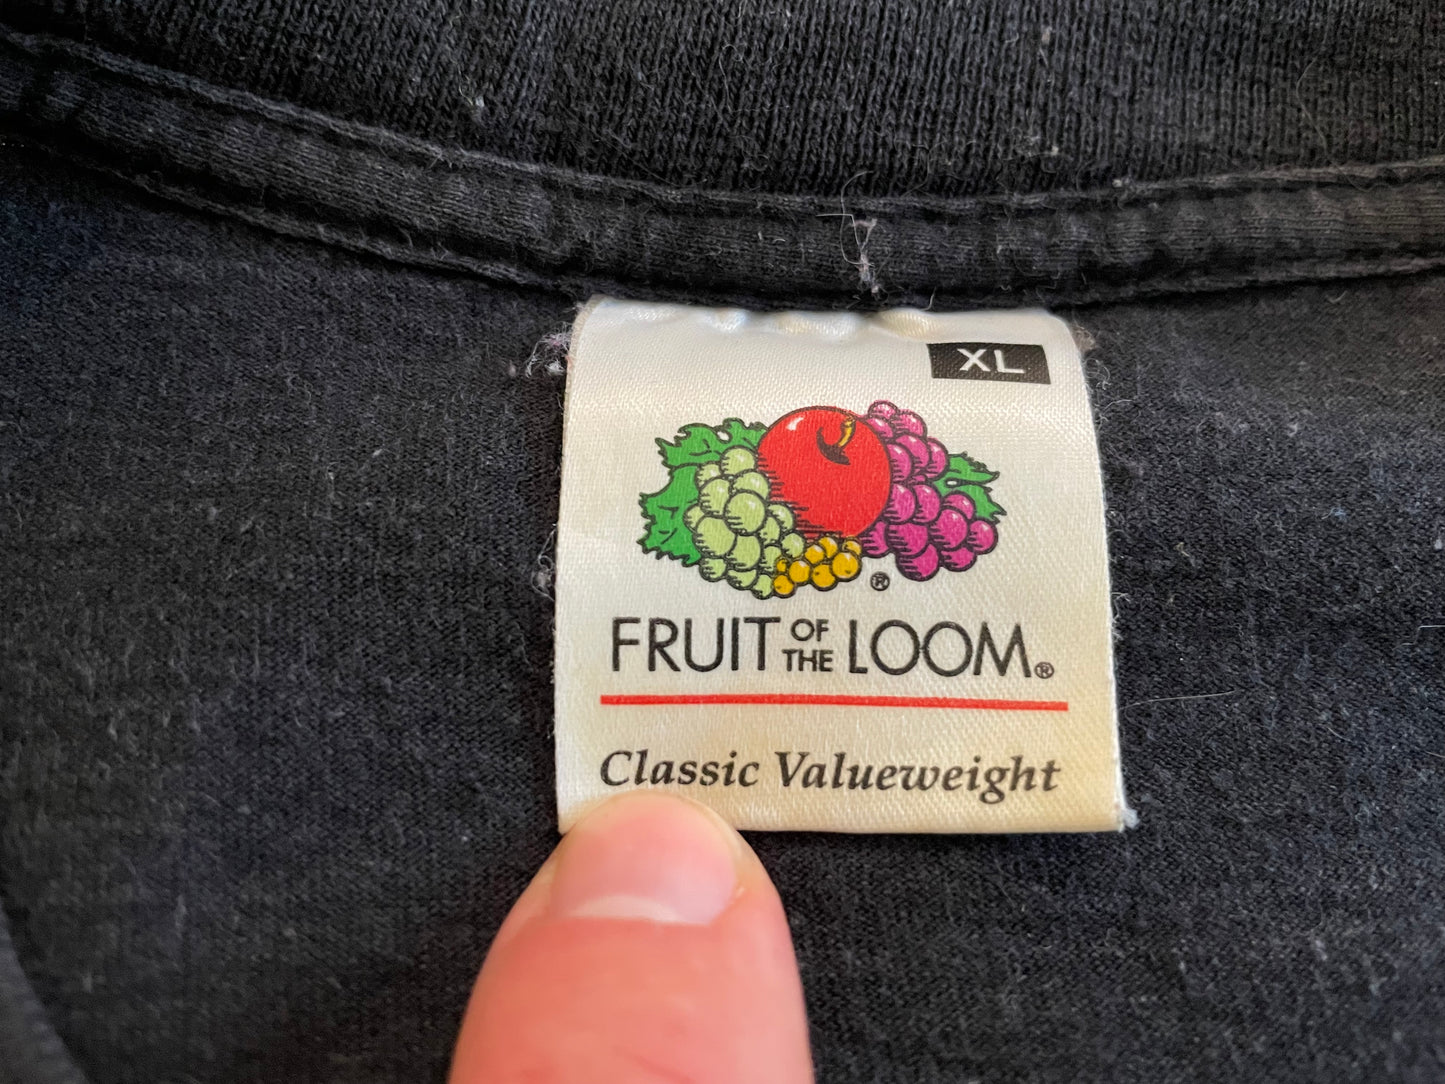 XL
®
FRUIT OF THE LOOM®
Classic Valueweight